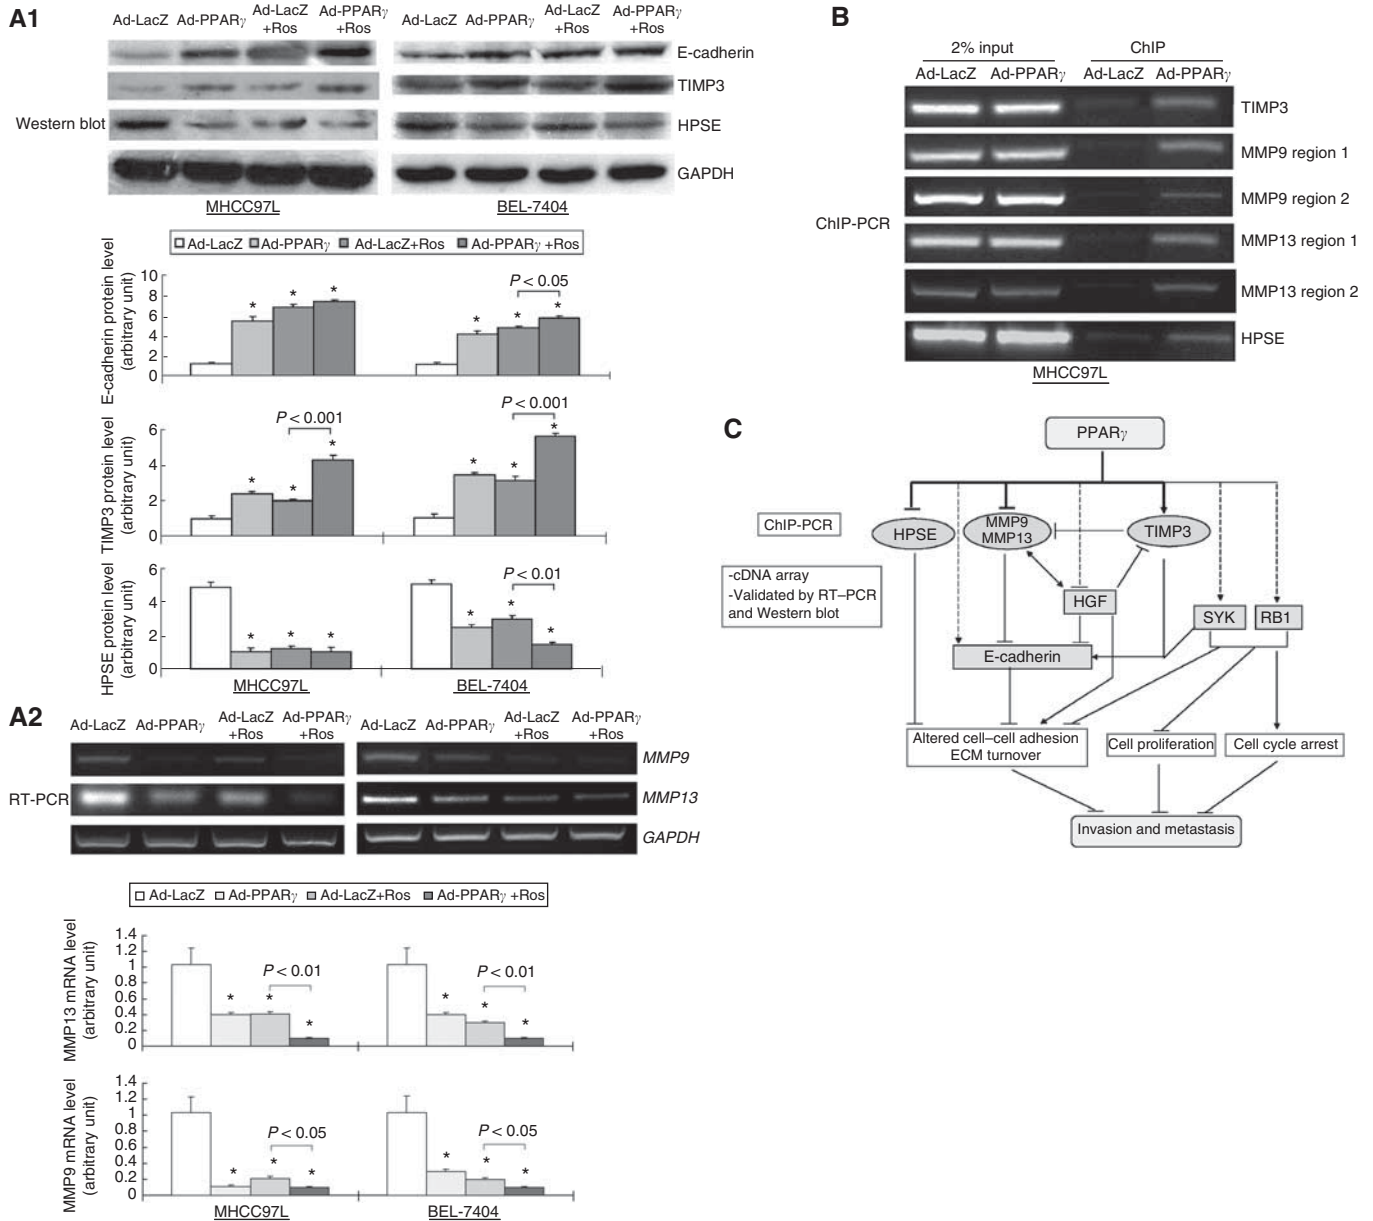 A1
Ad-LacZ Ad-PPARγ Ad-LacZ +Ros Ad-PPARγ +Ros Ad-LacZ Ad-PPARγ Ad-LacZ +Ros Ad-PPARγ +Ros
E-cadherin
TIMP3
Western blot
HPSE
GAPDH
MHCC97L BEL-7404
Ad-LacZ Ad-PPARγ Ad-LacZ+Ros Ad-PPARγ +Ros
E-cadherin protein level
(arbitrary unit)
10
8
6
4
2
0
* * * * * *
P < 0.05
TIMP3 protein level
(arbitrary unit)
6
4
2
0
* * * * * *
P < 0.001
P < 0.001
HPSE protein level
(arbitrary unit)
6
4
2
0
* * * * * *
P < 0.01
MHCC97L BEL-7404
A2
Ad-LacZ Ad-PPARγ Ad-LacZ +Ros Ad-PPARγ +Ros Ad-LacZ Ad-PPARγ Ad-LacZ +Ros Ad-PPARγ +Ros
MMP9
RT-PCR
MMP13
GAPDH
Ad-LacZ Ad-PPARγ Ad-LacZ+Ros Ad-PPARγ +Ros
MMP13 mRNA level
(arbitrary unit)
1.4
1.2
1
0.8
0.6
0.4
0.2
0
* * * * * *
P < 0.01
P < 0.01
MMP9 mRNA level
(arbitrary unit)
1.4
1.2
1
0.8
0.6
0.4
0.2
0
* * * * * *
P < 0.05
P < 0.05
MHCC97L BEL-7404
B
2% input ChIP
Ad-LacZ Ad-PPARγ Ad-LacZ Ad-PPARγ
TIMP3
MMP9 region 1
MMP9 region 2
ChIP-PCR
MMP13 region 1
MMP13 region 2
HPSE
MHCC97L
C
PPARγ
ChIP-PCR
HPSE
MMP9
MMP13
TIMP3
-cDNA array
-Validated by RT–PCR
and Western blot
HGF
SYK
RB1
E-cadherin
Altered cell–cell adhesion
ECM turnover
Cell proliferation
Cell cycle arrest
Invasion and metastasis